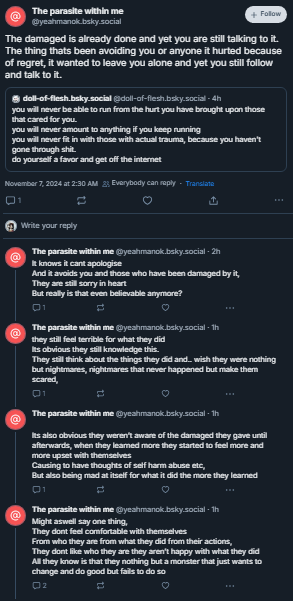 The parasite within me
@yeahmanok.bsky.social
+ Follow
The damaged is already done and yet you are still talking to it.
The thing thats been avoiding you or anyone it hurted because
of regret, it wanted to leave you alone and yet you still follow
and talk to it.
doll-of-flesh.bsky.social @doll-of-flesh.bsky.social · 4h
you will never be able to run from the hurt you have brought upon those
that cared for you.
you will never amount to anything if you keep running
you will never fit in with those with actual trauma, because you haven't
gone through shit.
do yourself a favor and get off the internet
November 7, 2024 at 2:30 AM Everybody can reply · Translate
1
Write your reply
The parasite within me @yeahmanok.bsky.social · 2h
It knows it cant apologise
And it avoids you and those who have been damaged by it,
They are still sorry in heart
But really is that even believable anymore?
1
The parasite within me @yeahmanok.bsky.social · 1h
they still feel terrible for what they did
Its obvious they still knowledge this.
They still think about the things they did and.. wish they were nothing
but nightmares, nightmares that never happened but make them
scared,
1
The parasite within me @yeahmanok.bsky.social · 1h
Its also obvious they weren't aware of the damaged they gave until
afterwards, when they learned more they started to feel more and
more upset with themselves
Causing to have thoughts of self harm abuse etc,
But also being mad at itself for what it did the more they learned
1
The parasite within me @yeahmanok.bsky.social · 1h
Might aswell say one thing,
They dont feel comfortable with themselves
From who they are from what they did from their actions,
They dont like who they are they aren't happy with what they did
All they know is that they nothing but a monster that just wants to
change and do good but fails to do so
2